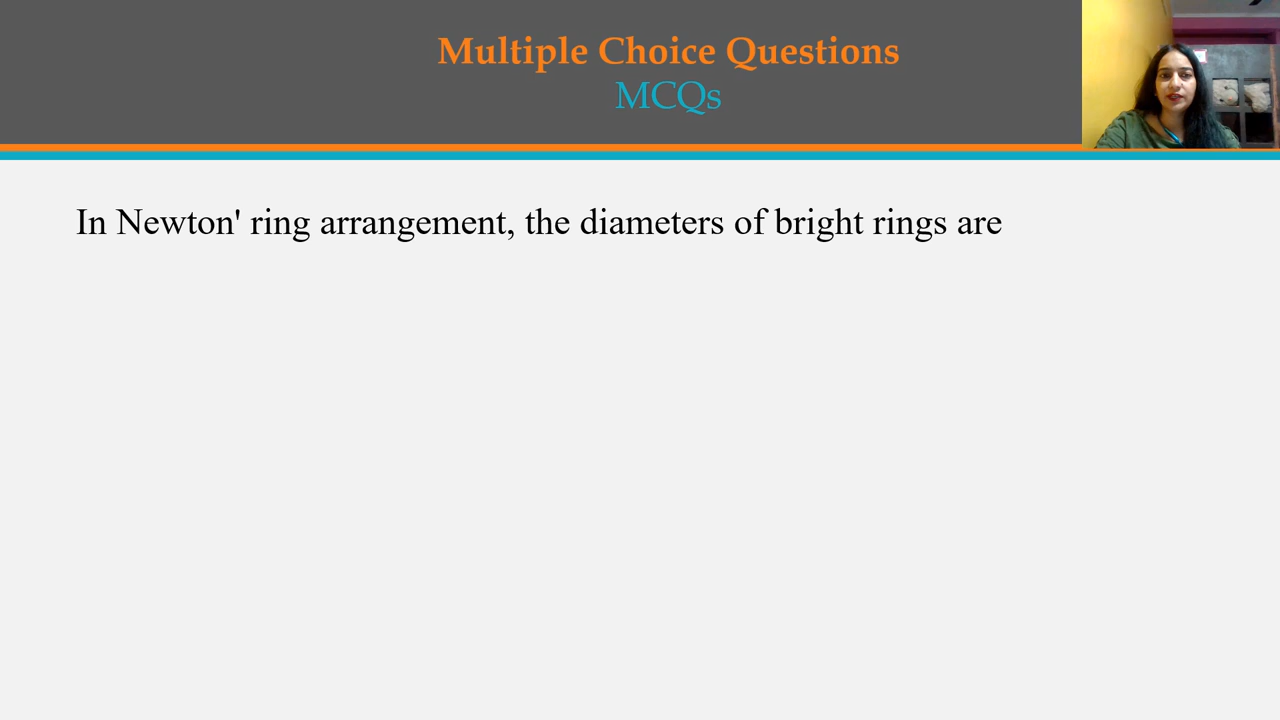 Multiple Choice Questions
MCQs
In Newton' ring arrangement, the diameters of bright rings are